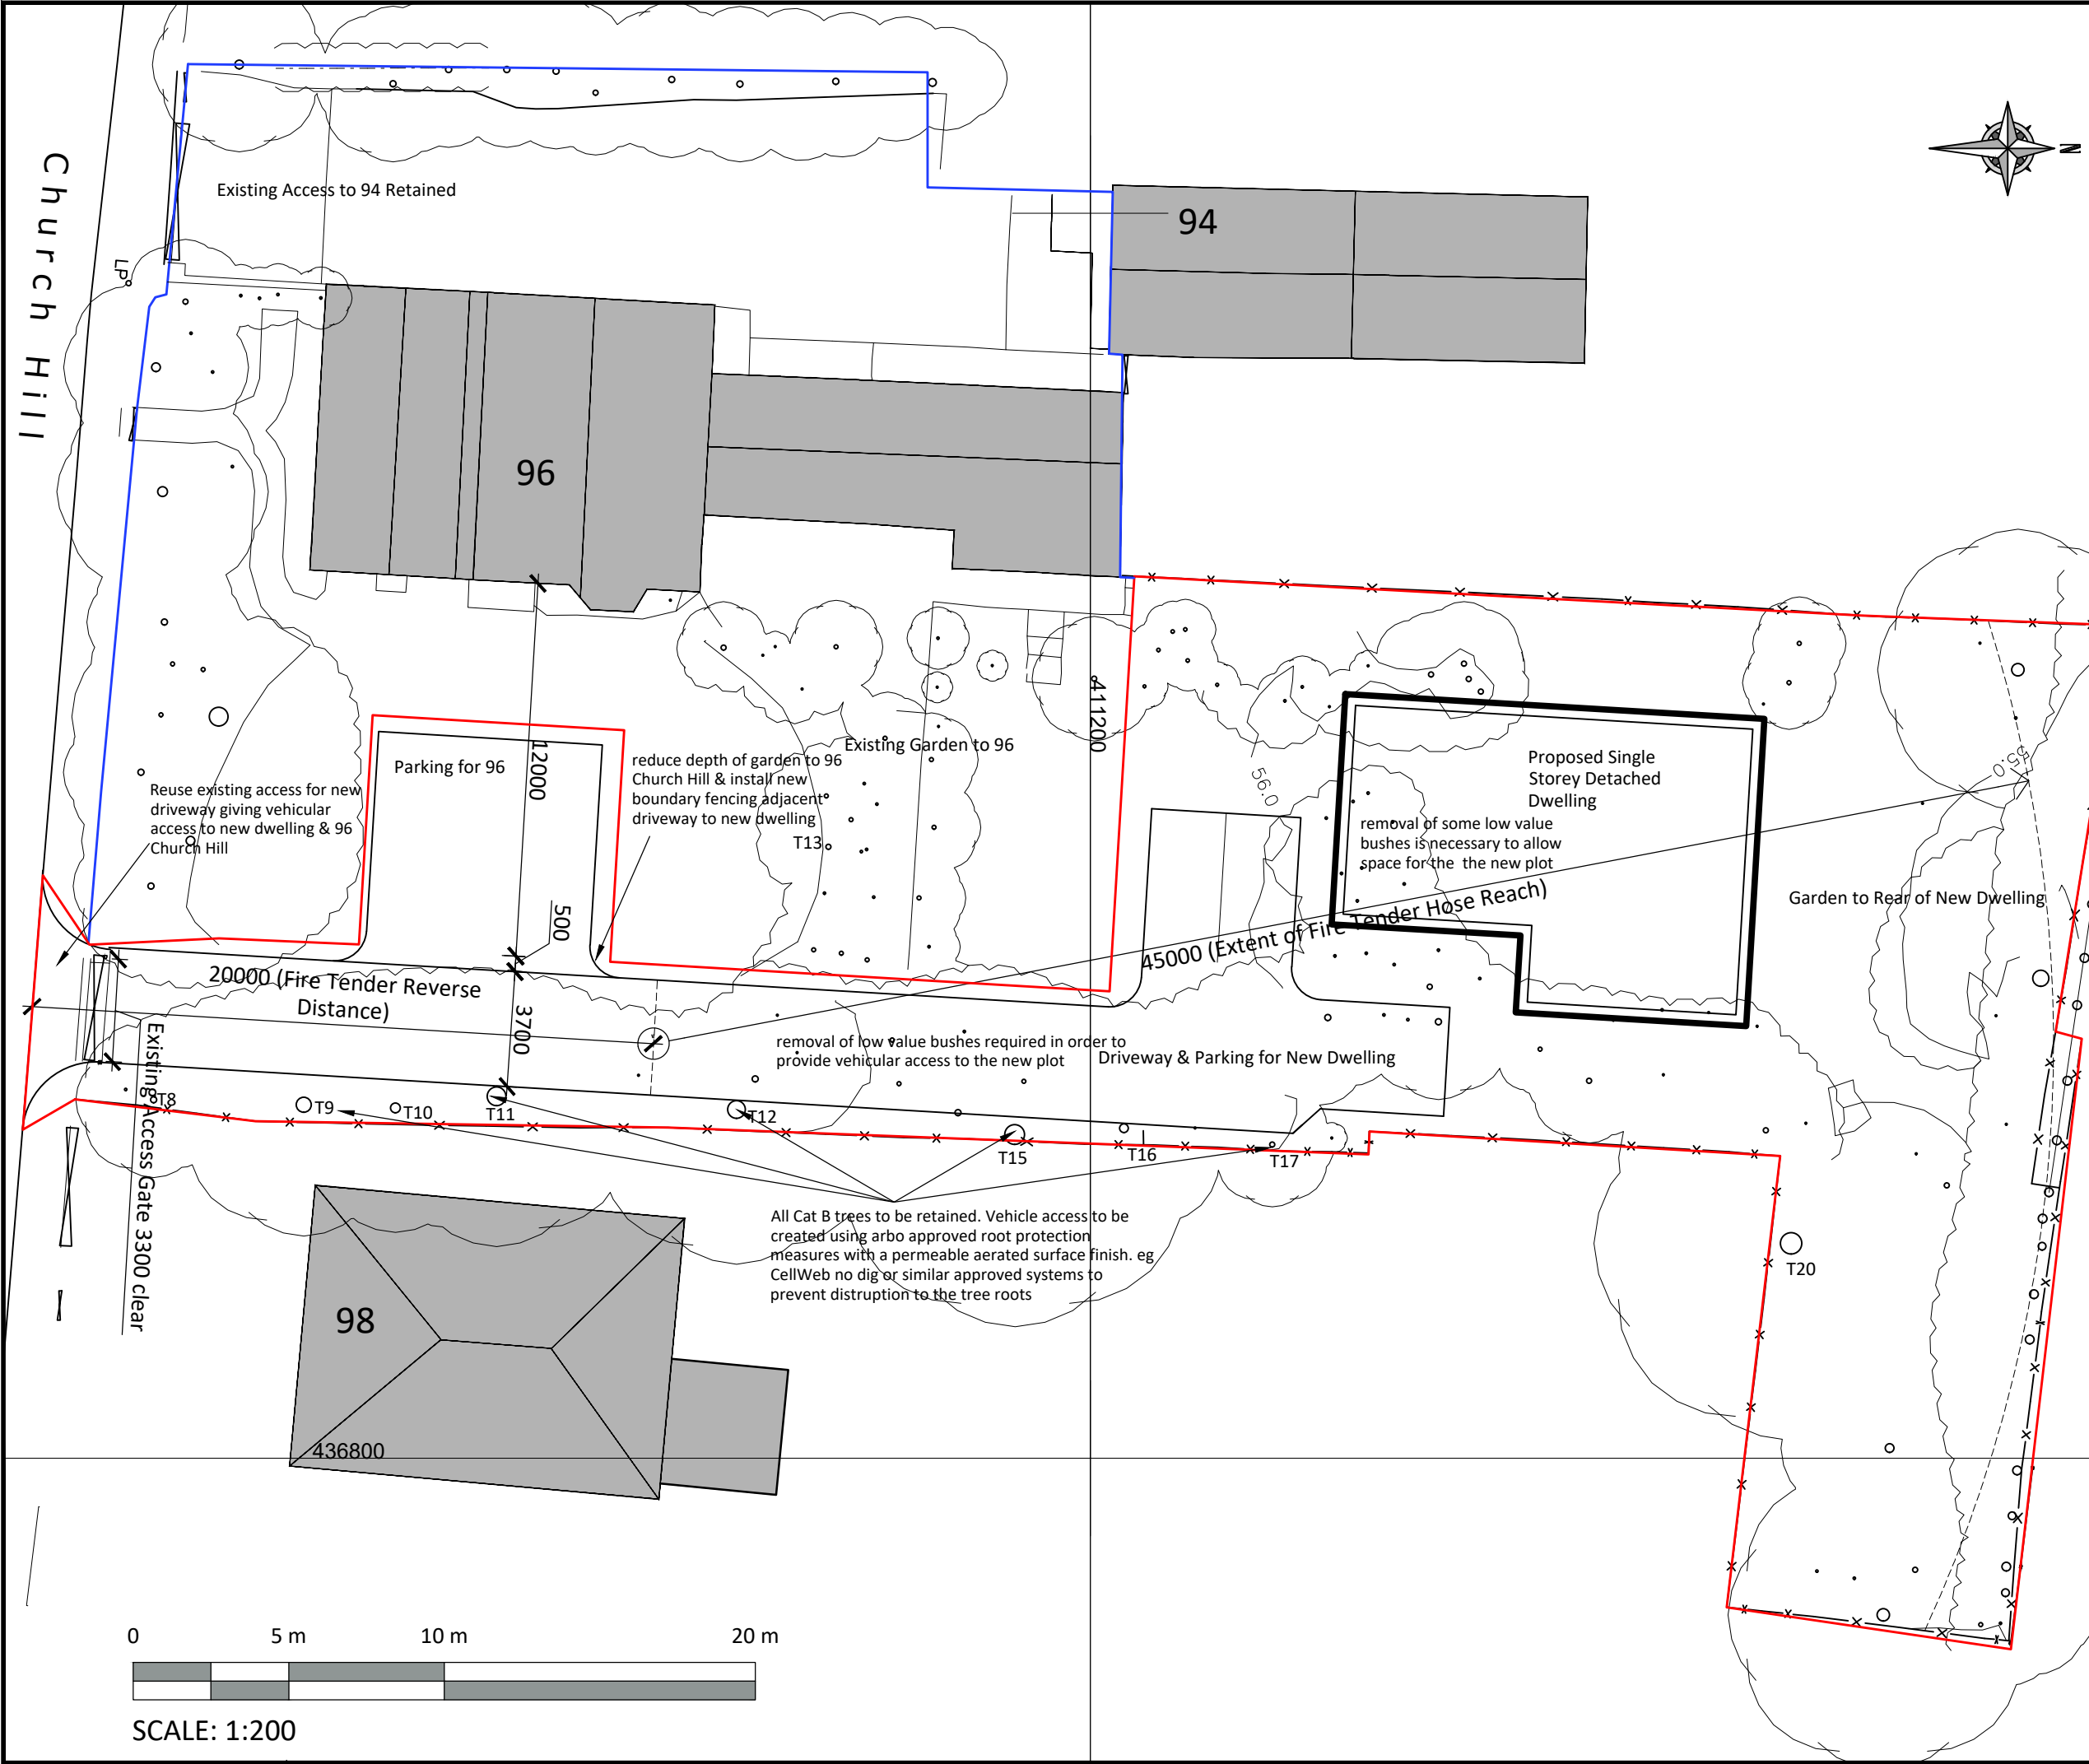 Church Hill
Existing Access to 94 Retained
N
94
LP
96
411200
12000
Existing Garden to 96
Parking for 96
reduce depth of garden to 96
Church Hill & install new
boundary fencing adjacent
driveway to new dwelling
T13
Reuse existing access for new
driveway giving vehicular
access to new dwelling & 96
Church Hill
56.0
55.0
Proposed Single
Storey Detached
Dwelling
removal of some low value
bushes is necessary to allow
space for the the new plot
Garden to Rear of New Dwelling
500
45000 (Extent of Fire Tender Hose Reach)
20000 (Fire Tender Reverse
Distance)
3700
removal of low value bushes required in order to
provide vehicular access to the new plot
Driveway & Parking for New Dwelling
Existing Access Gate 3300 clear
T8
T9
T10
T11
T12
T15
T16
T17
All Cat B trees to be retained. Vehicle access to be
created using arbo approved root protection
measures with a permeable aerated surface finish. eg
CellWeb no dig or similar approved systems to
prevent distruption to the tree roots
T20
98
436800
0 5 m 10 m 20 m
SCALE: 1:200